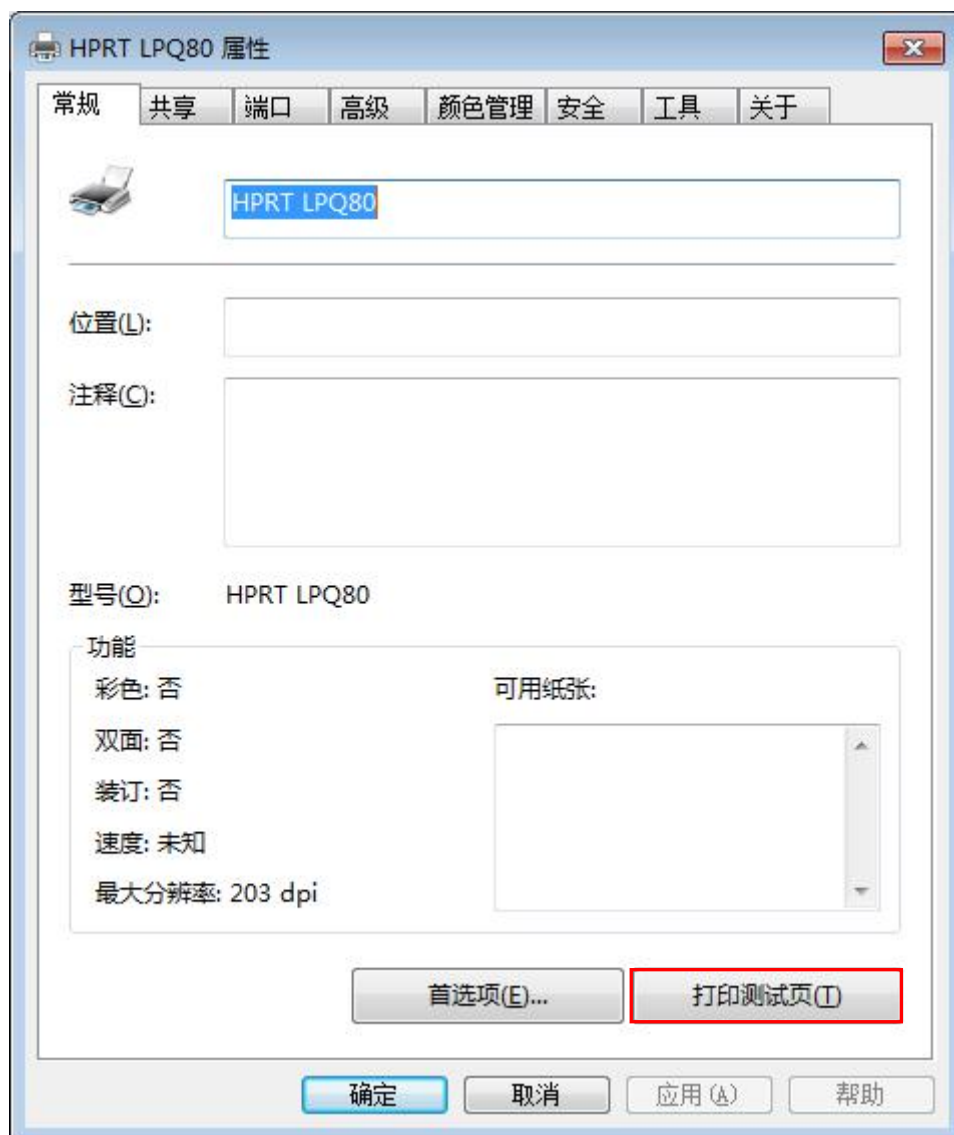 HPRT LPQ80 属性
常规 共享 端口 高级 颜色管理 安全 工具 关于
HPRT LPQ80
位置(L):
注释(C):
型号(O): HPRT LPQ80
功能
彩色: 否 可用纸张:
双面: 否
装订: 否
速度: 未知
最大分辨率: 203 dpi
首选项(E)... 打印测试页(T)
确定 取消 应用(A) 帮助